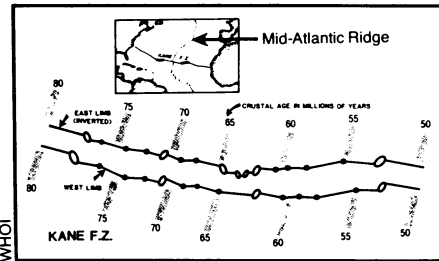 Mid-Atlantic Ridge
KANE F.Z.
80
EAST LIMB
(INVERTED)
75
70
CRUSTAL AGE IN MILLIONS OF YEARS
65
60
55
50
80
WEST LIMB
75
70
65
60
55
50
KANE F.Z.
WHOI